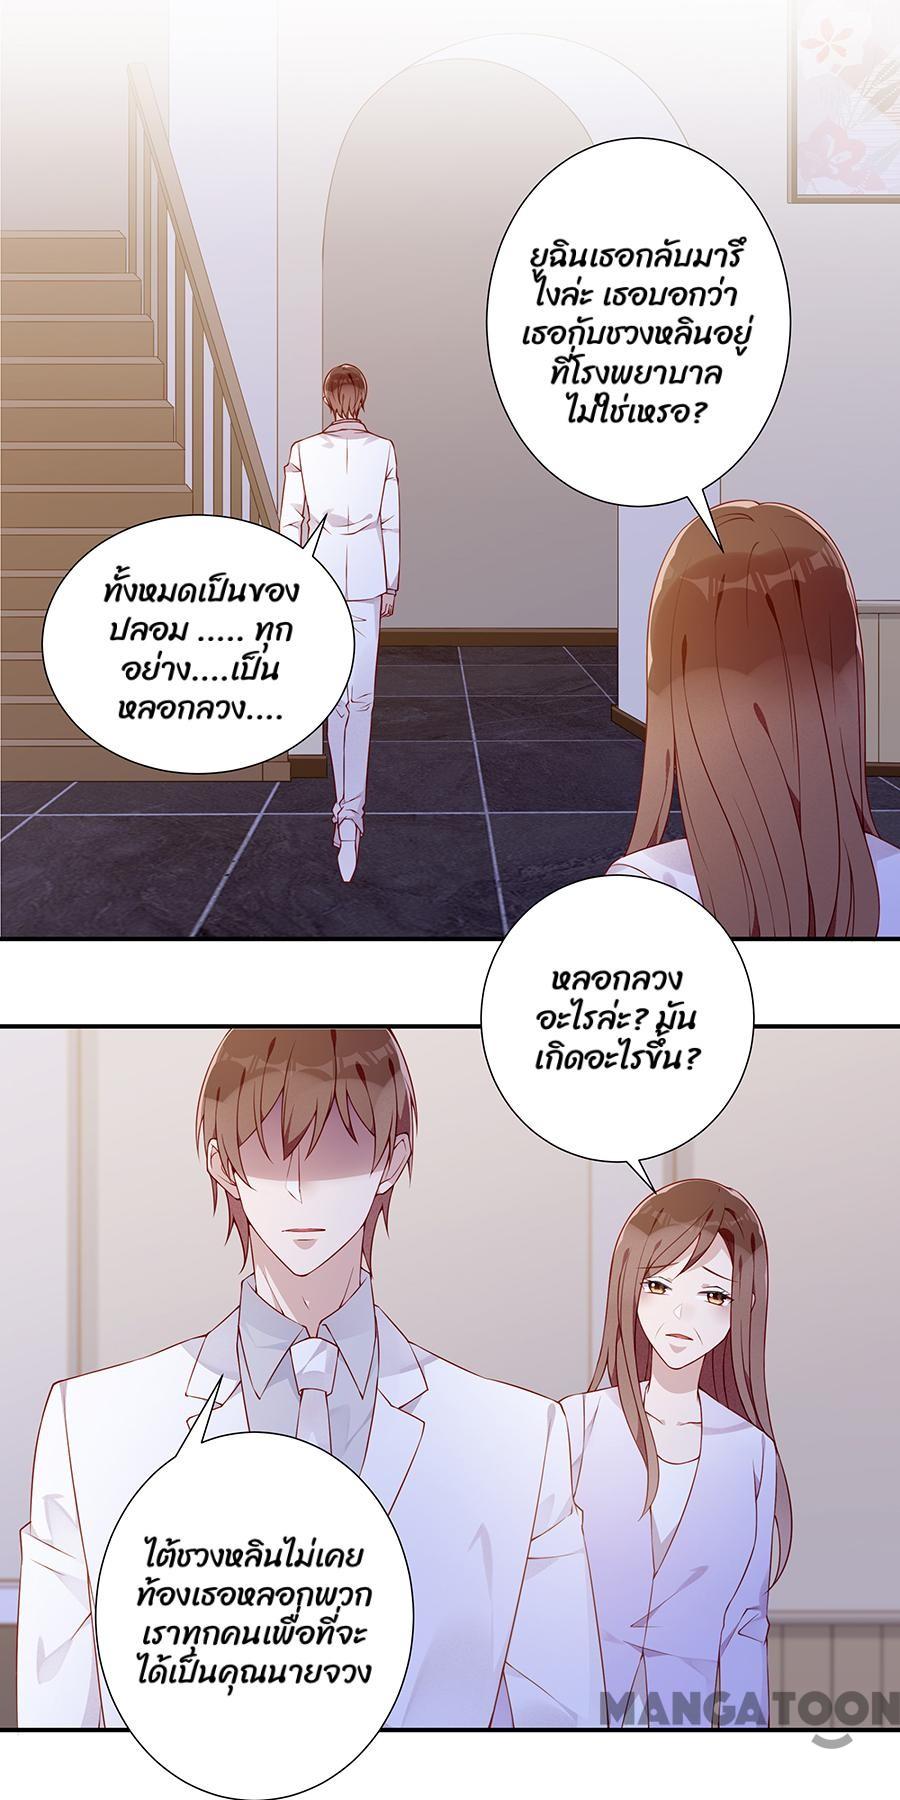 ยูฉินเธอกลับมารึ
ไงล่ะ เธอบอกว่า
เธอกับชวงหลินอยู่
ที่โรงพยาบาล
ไม่ใช่เหรอ?
ทั้งหมดเป็นของ
ปลอม ..... ทุก
อย่าง....เป็น
หลอกลวง....
หลอกลวง
อะไรล่ะ? มัน
เกิดอะไรขึ้น?
ไต้ชวงหลินไม่เคย
ท้องเธอหลอกพวก
เราทุกคนเพื่อที่จะ
ได้เป็นคุณนายจวง
MANGATOON